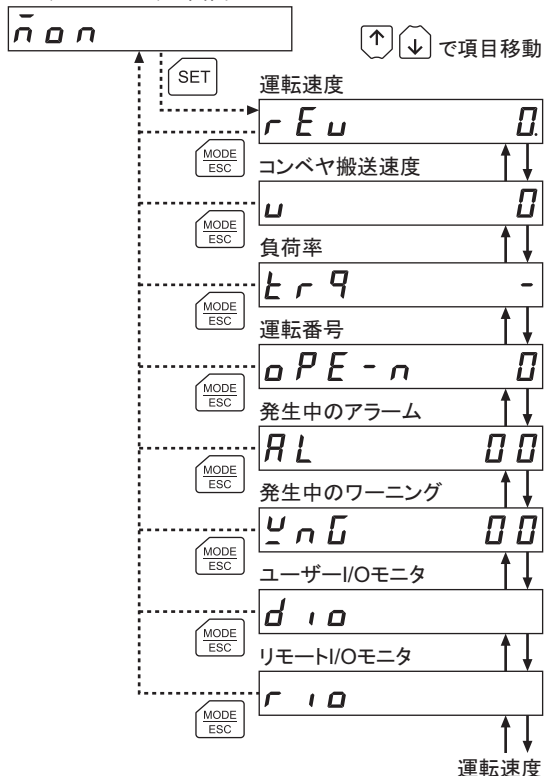 mon
↑ ↓ で項目移動
SET
運転速度
rEv 0.
MODE
ESC
コンベヤ搬送速度
v 0
MODE
ESC
負荷率
trq -
MODE
ESC
運転番号
oPE-n 0
MODE
ESC
発生中のアラーム
AL 00
MODE
ESC
発生中のワーニング
WnG 00
MODE
ESC
ユーザーI/Oモニタ
dio
MODE
ESC
リモートI/Oモニタ
rio
MODE
ESC
運転速度